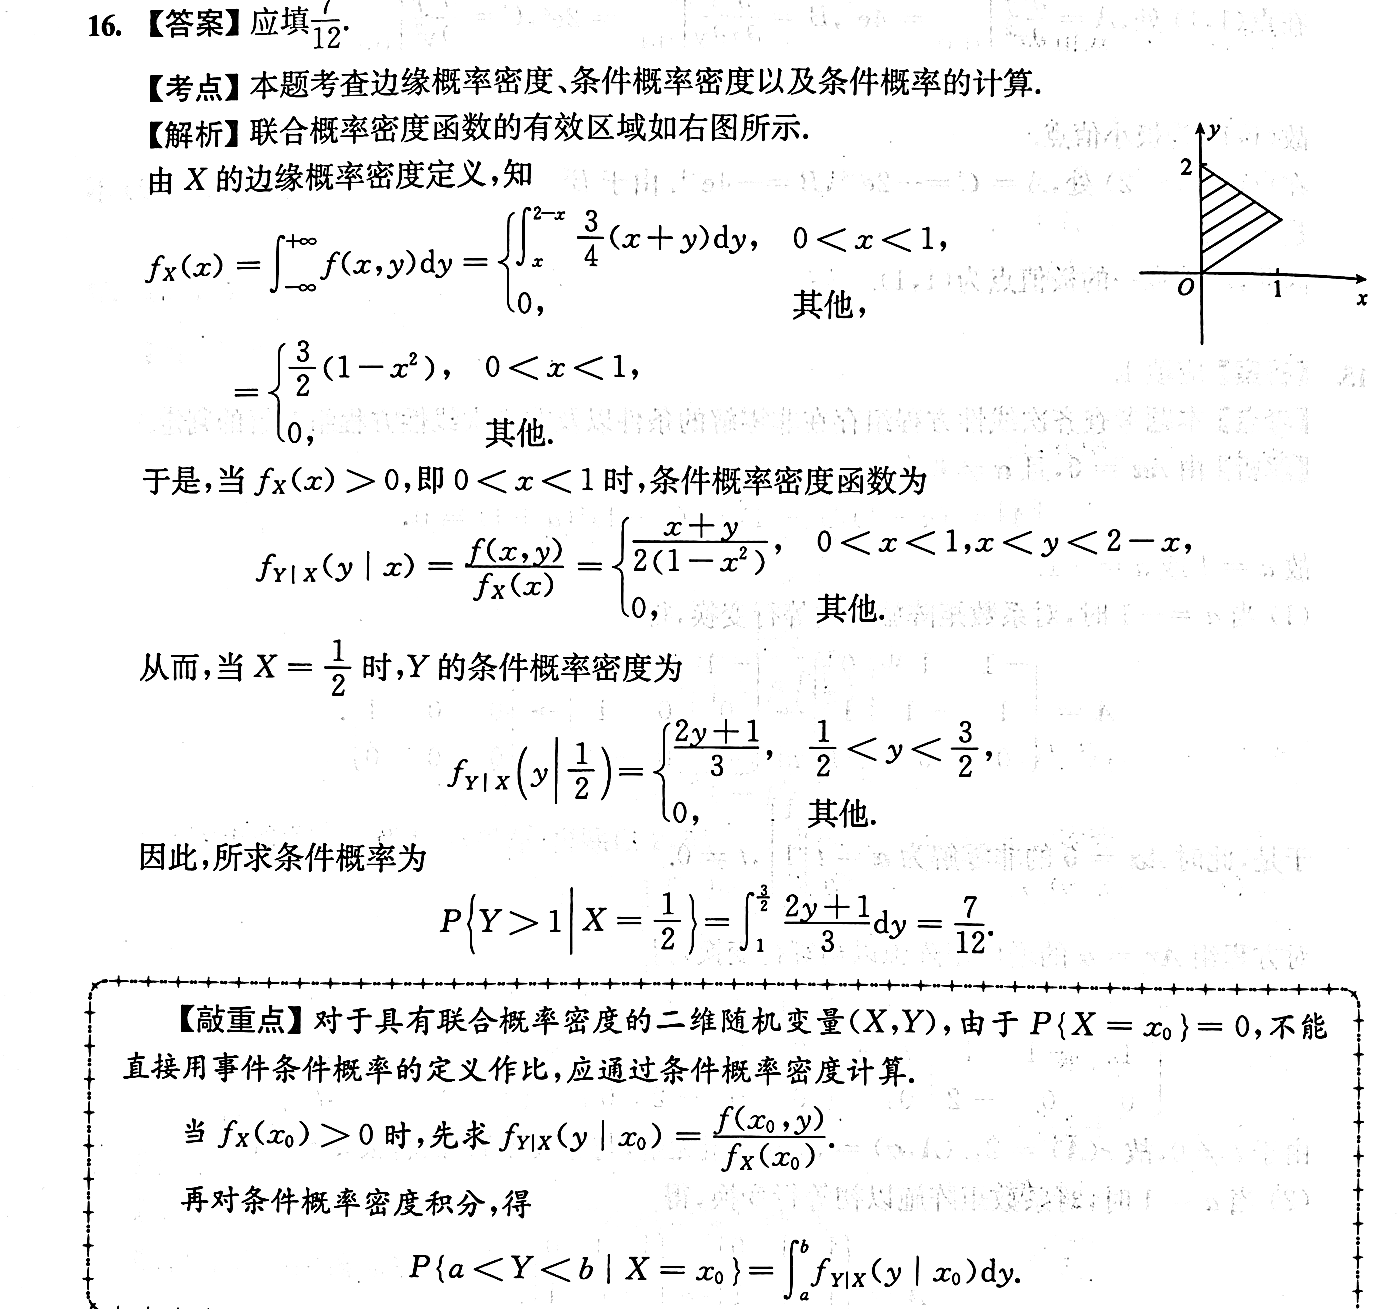 16. 【答案】应填7/12.
【考点】本题考查边缘概率密度、条件概率密度以及条件概率的计算.
【解析】联合概率密度函数的有效区域如右图所示.
由 X 的边缘概率密度定义,知
f_X(x) = ∫_{-∞}^{+∞} f(x,y)dy = { ∫_x^{2-x} 3/4 (x+y)dy, 0<x<1,
0, 其他,
= { 3/2 (1-x²), 0<x<1,
0, 其他.
y
2
O
1
x
于是,当 f_X(x)>0,即 0<x<1 时,条件概率密度函数为
f_{Y|X}(y|x) = f(x,y)/f_X(x) = { (x+y)/(2(1-x²)), 0<x<1,x<y<2-x,
0, 其他.
从而,当 X = 1/2 时,Y 的条件概率密度为
f_{Y|X}(y|1/2) = { (2y+1)/3, 1/2<y<3/2,
0, 其他.
因此,所求条件概率为
P{Y>1|X=1/2} = ∫_1^{3/2} (2y+1)/3 dy = 7/12.
【敲重点】对于具有联合概率密度的二维随机变量(X,Y),由于 P{X=x₀}=0,不能
直接用事件条件概率的定义作比,应通过条件概率密度计算.
当 f_X(x₀)>0 时,先求 f_{Y|X}(y|x₀) = f(x₀,y)/f_X(x₀).
再对条件概率密度积分,得
P{a<Y<b|X=x₀} = ∫_a^b f_{Y|X}(y|x₀)dy.